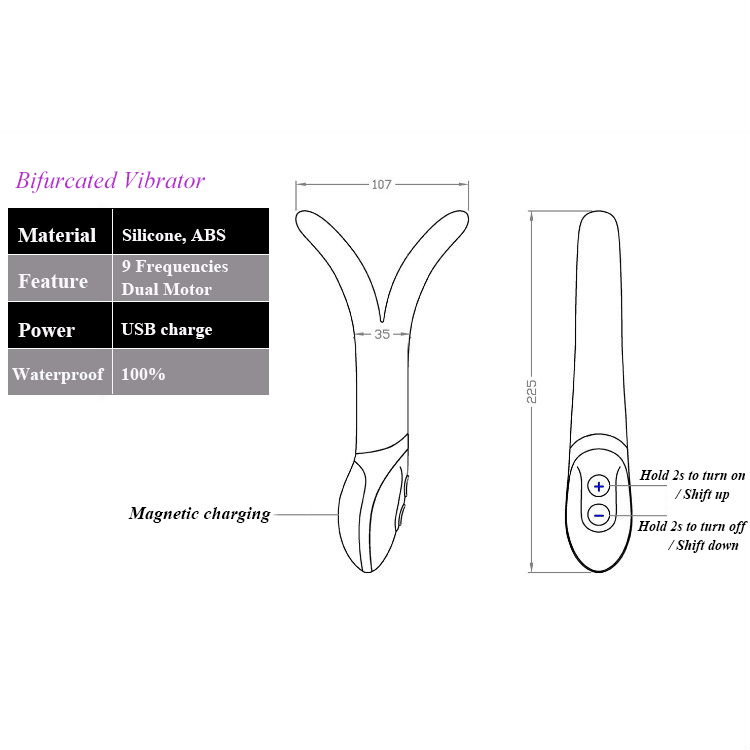 Bifurcated Vibrator
Material Silicone, ABS
Feature 9 Frequencies
Dual Motor
Power USB charge
Waterproof 100%
107
35
225
Magnetic charging
+
Hold 2s to turn on
/ Shift up
−
Hold 2s to turn off
/ Shift down